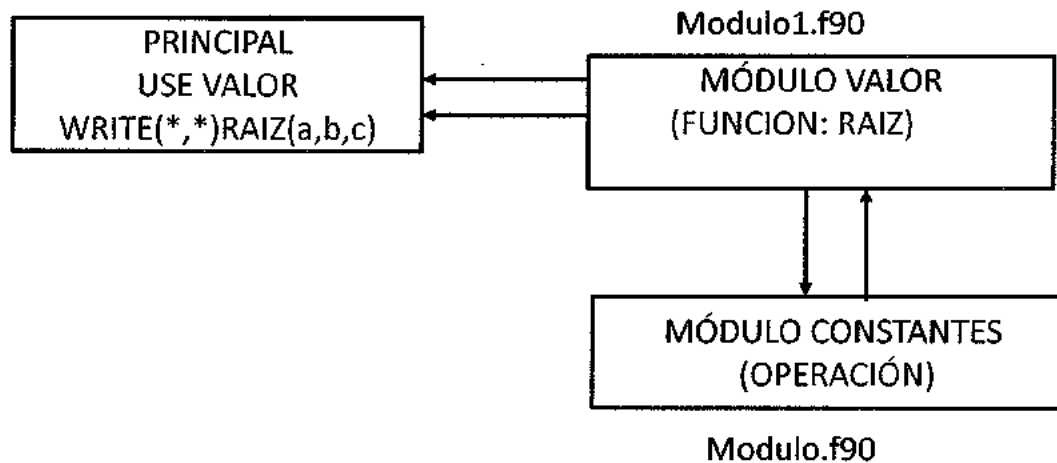 Modulo1.f90
PRINCIPAL
USE VALOR
WRITE(*,*)RAIZ(a,b,c)
MÓDULO VALOR
(FUNCION: RAIZ)
MÓDULO CONSTANTES
(OPERACIÓN)
Modulo.f90